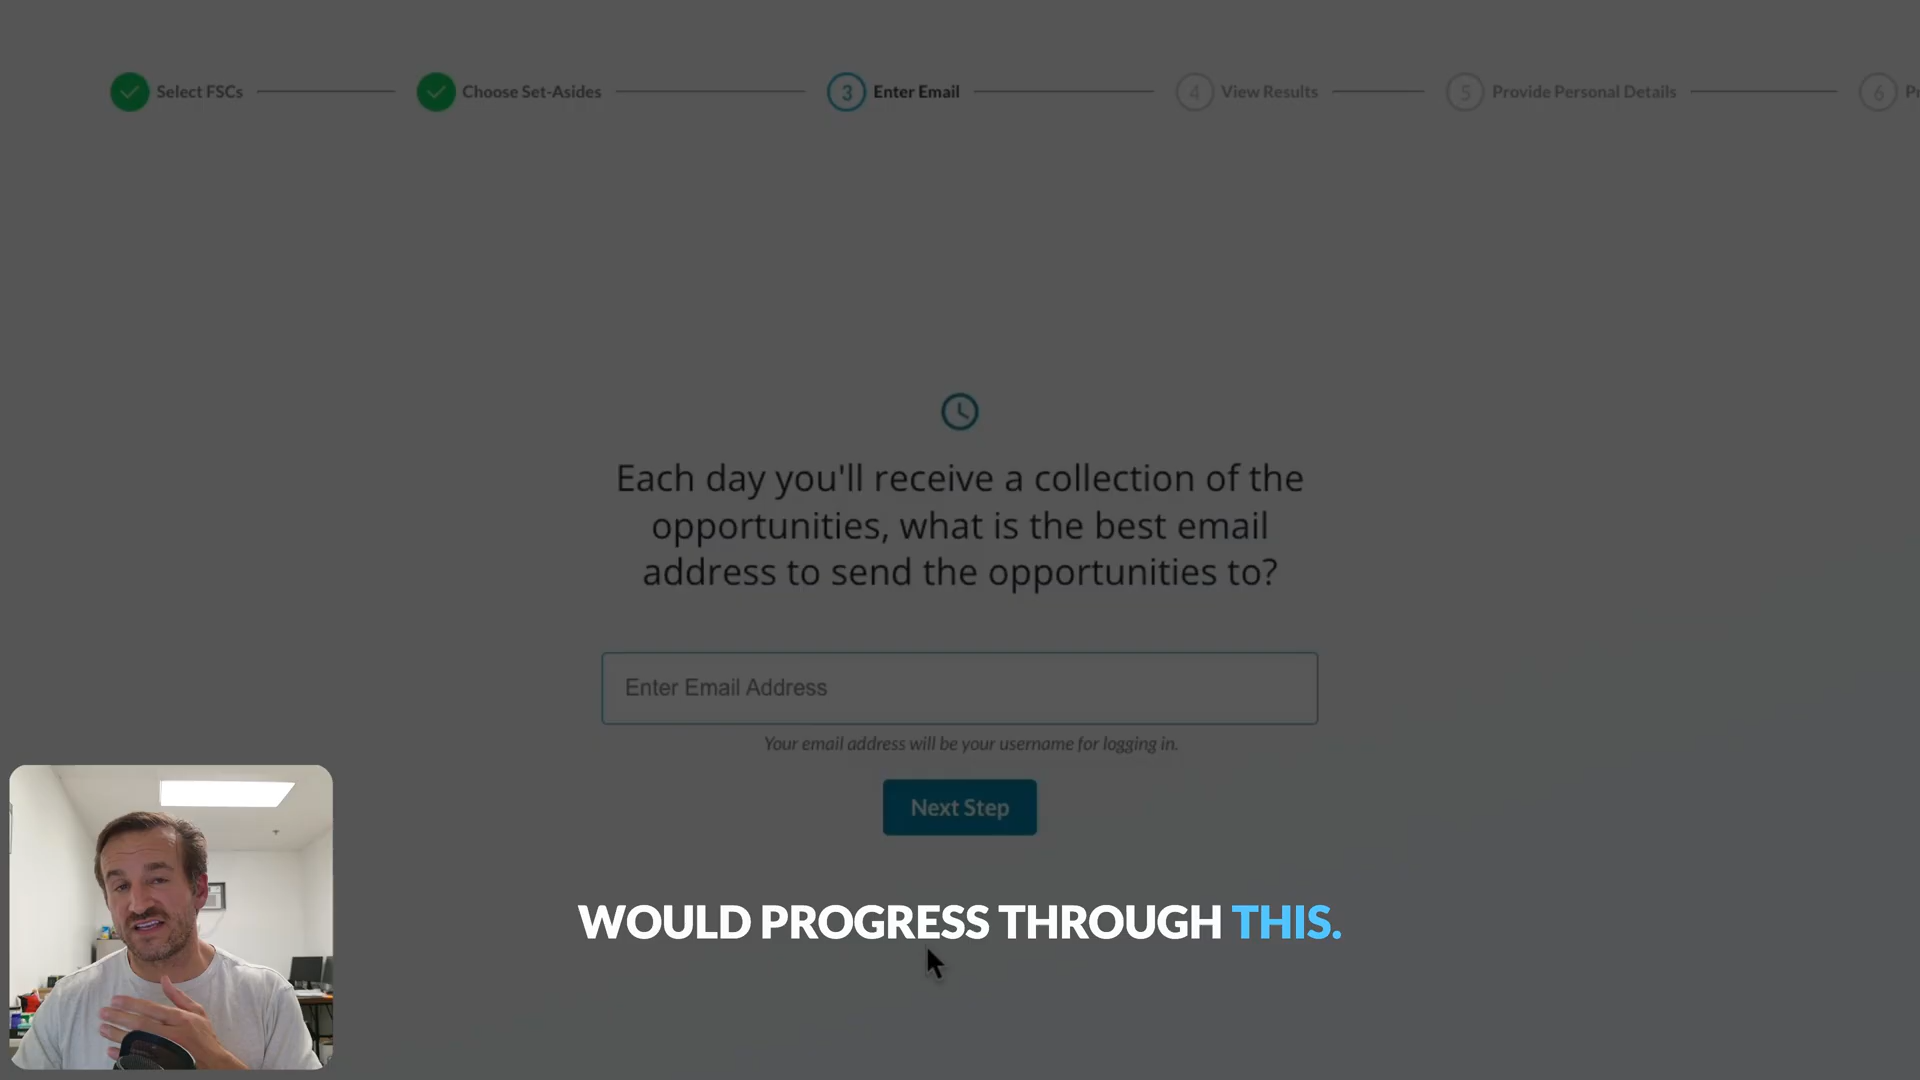 Select FSCs
Choose Set-Asides
3 Enter Email
4 View Results
5 Provide Personal Details
6
Each day you'll receive a collection of the
opportunities, what is the best email
address to send the opportunities to?
Enter Email Address
Your email address will be your username for logging in.
Next Step
WOULD PROGRESS THROUGH THIS.